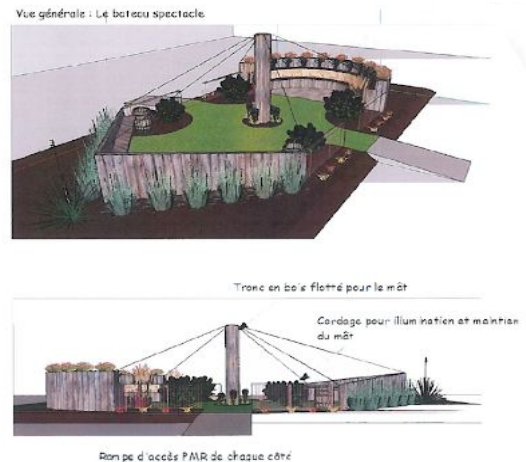 Vue générale : Le bateau spectacle
Tronc en bois flotté pour le mât
Cordage pour illumination et maintien
du mât
Rampe d'accès PMR de chaque côté